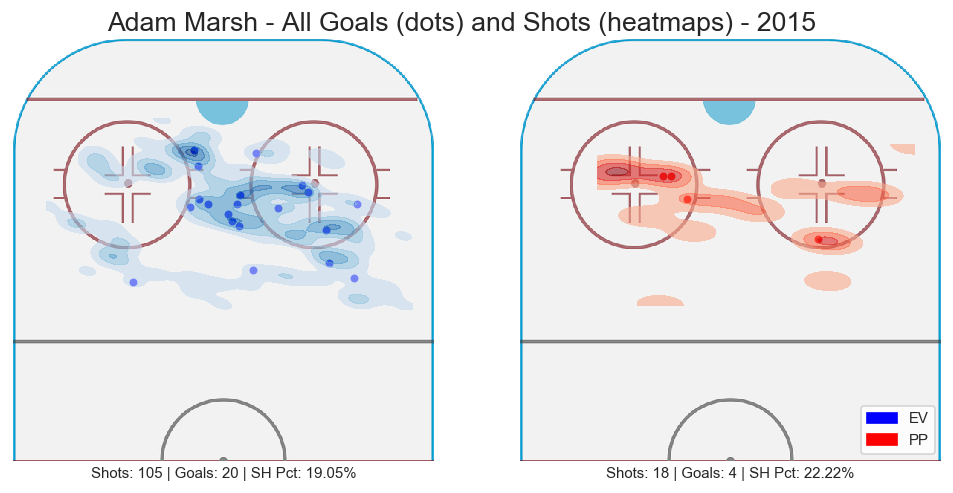 Adam Marsh - All Goals (dots) and Shots (heatmaps) - 2015
EV
PP
Shots: 105 | Goals: 20 | SH Pct: 19.05%
Shots: 18 | Goals: 4 | SH Pct: 22.22%